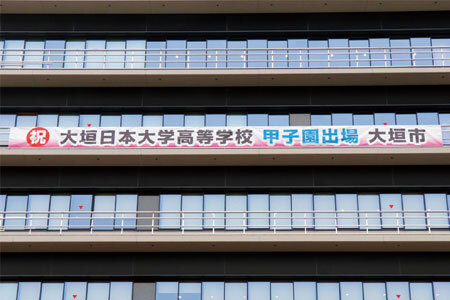 祝 大垣日本大学高等学校 甲子園出場 大垣市